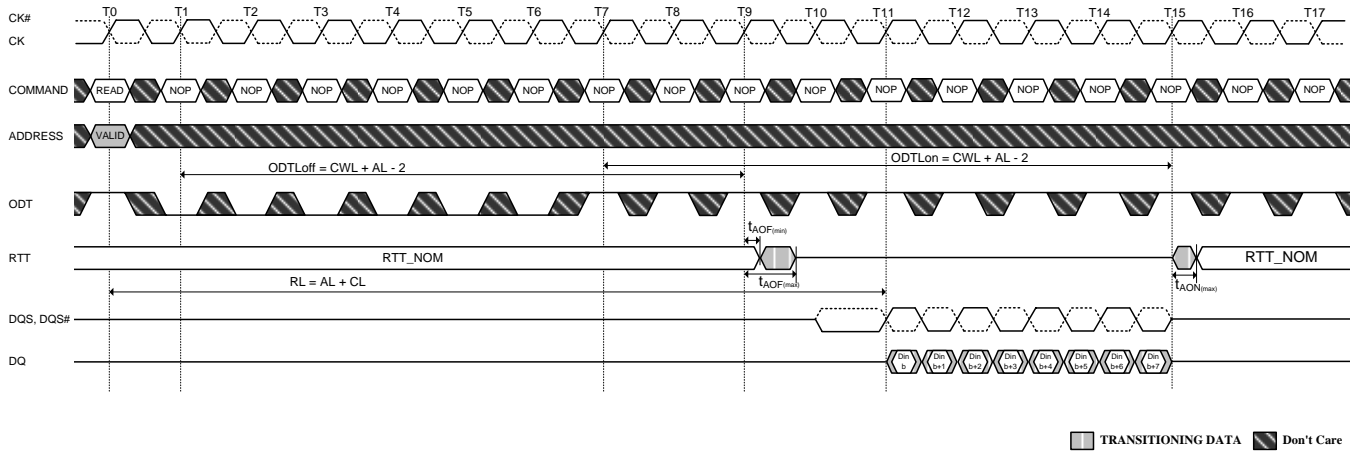 CK#
CK
T0 T1 T2 T3 T4 T5 T6 T7 T8 T9 T10 T11 T12 T13 T14 T15 T16 T17
COMMAND READ NOP NOP NOP NOP NOP NOP NOP NOP NOP NOP NOP NOP NOP NOP NOP NOP NOP
ADDRESS VALID
ODTLoff = CWL + AL - 2
ODTLon = CWL + AL - 2
ODT
tAOF(min)
RTT RTT_NOM RTT_NOM
tAOF(max)
tAON(max)
RL = AL + CL
DQS, DQS#
DQ
Din b
Din b+1
Din b+2
Din b+3
Din b+4
Din b+5
Din b+6
Din b+7
TRANSITIONING DATA
Don't Care